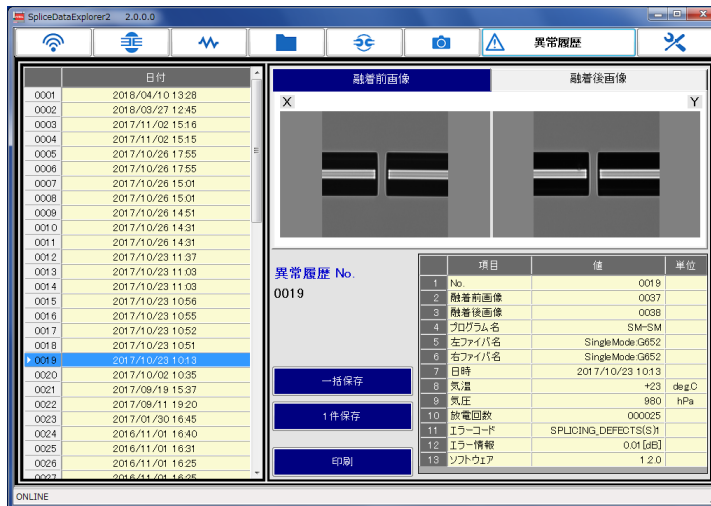 SpliceDataExplorer2 2.0.0.0
異常履歴
日付
0001 2018/04/10 13:28
0002 2018/03/27 12:45
0003 2017/11/02 15:16
0004 2017/11/02 15:15
0005 2017/10/26 17:55
0006 2017/10/26 17:55
0007 2017/10/26 15:01
0008 2017/10/26 15:01
0009 2017/10/26 14:51
0010 2017/10/26 14:31
0011 2017/10/26 14:31
0012 2017/10/23 11:37
0013 2017/10/23 11:03
0014 2017/10/23 11:03
0015 2017/10/23 10:56
0016 2017/10/23 10:55
0017 2017/10/23 10:52
0018 2017/10/23 10:51
0019 2017/10/23 10:13
0020 2017/10/02 10:35
0021 2017/09/19 15:37
0022 2017/09/11 19:20
0023 2017/01/30 16:45
0024 2016/11/01 16:40
0025 2016/11/01 16:31
0026 2016/11/01 16:25
0027 2016/11/01 16:25
融着前画像 融着後画像
X Y
異常履歴 No.
0019
一括保存
1件保存
印刷
項目 値 単位
1 No. 0019
2 融着前画像 0037
3 融着後画像 0038
4 プログラム名 SM-SM
5 左ファイバ名 SingleMode:G652
6 右ファイバ名 SingleMode:G652
7 日時 2017/10/23 10:13
8 気温 +23 deg.C
9 気圧 980 hPa
10 放電回数 000025
11 エラーコード SPLICING_DEFECTS(S)1
12 エラー情報 0.01 [dB]
13 ソフトウェア 1.2.0
ONLINE